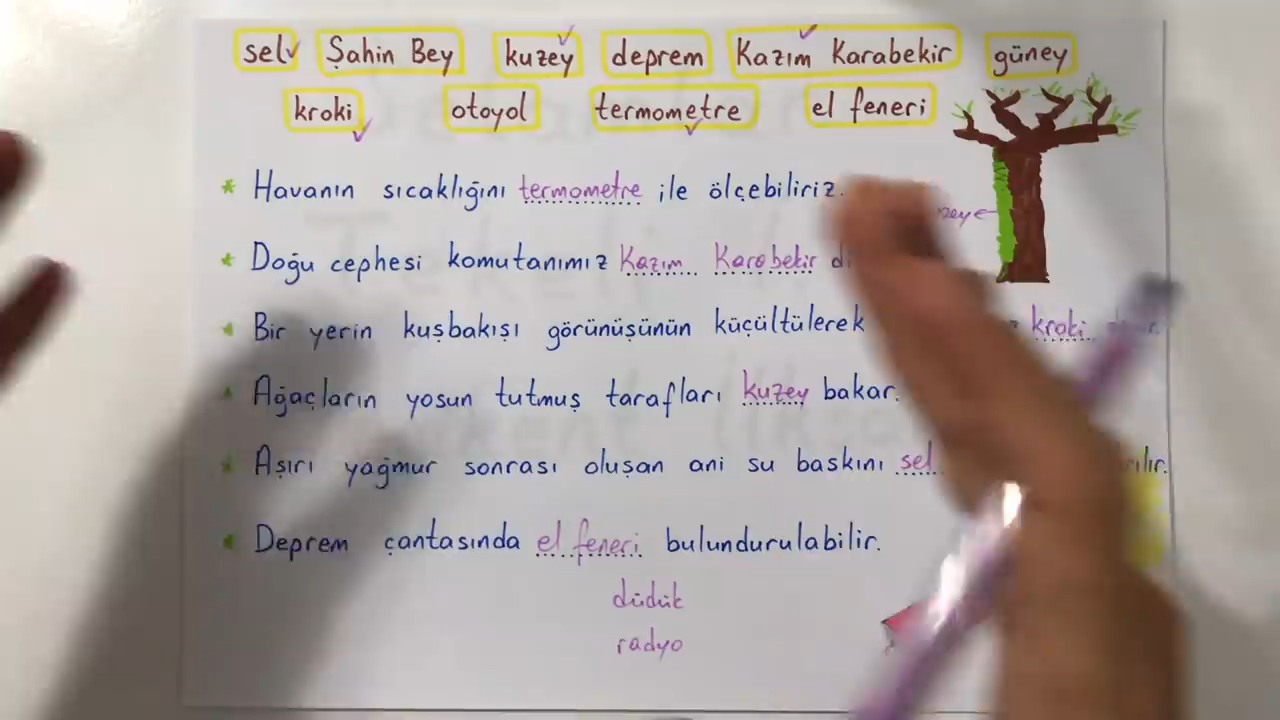 sel Şahin Bey kuzey deprem Kazım Karabekir güney
kroki otoyol termometre el feneri
* Havanın sıcaklığını termometre ile ölçebiliriz.
* Doğu cephesi komutanımız Kazım Karabekir
* Bir yerin kuşbakışı görünüşünün küçültülerek kroki
* Ağaçların yosun tutmuş tarafları kuzey bakar.
* Aşırı yağmur sonrası oluşan ani su baskını sel
* Deprem çantasında el feneri bulundurulabilir.
düdük
radyo